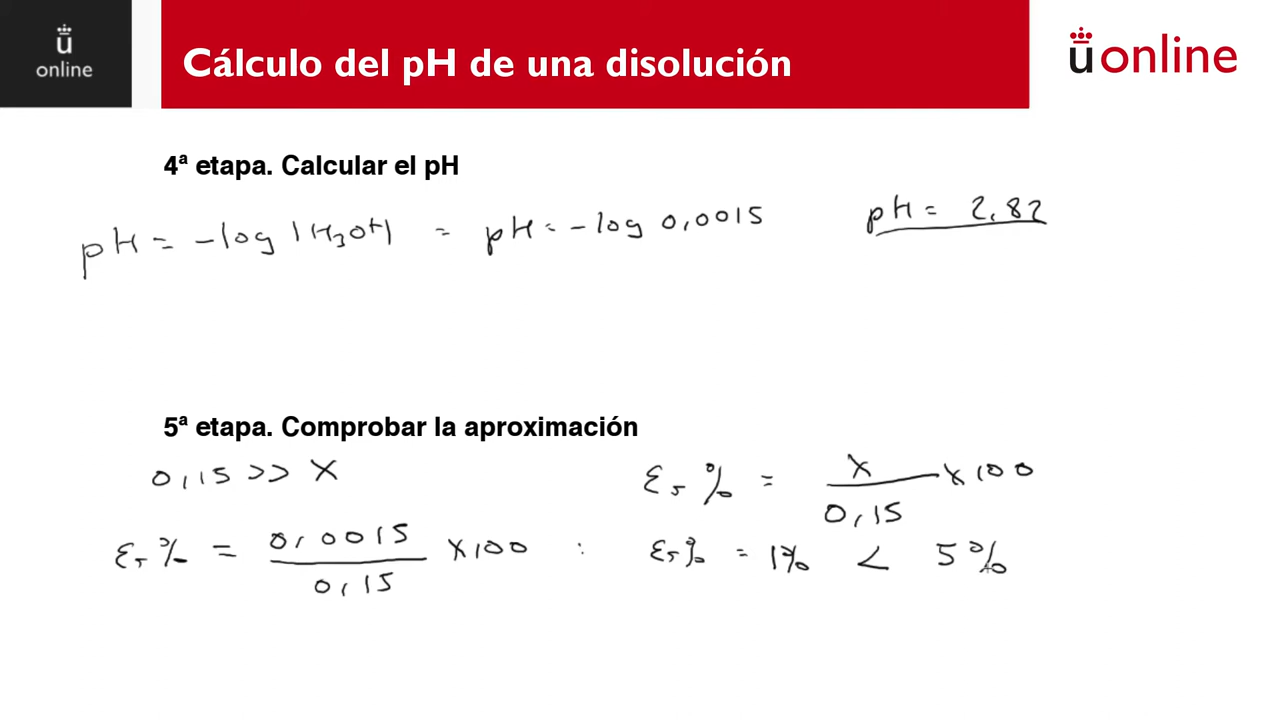 ü
online
Cálculo del pH de una disolución
üonline
4ª etapa. Calcular el pH
pH = -log |H₃O⁺| = pH = -log 0,0015 pH = 2,82
5ª etapa. Comprobar la aproximación
0,15 >> X
εr % = X / 0,15 × 100
εr % = 0,0015 / 0,15 × 100 : εr % = 1% < 5%